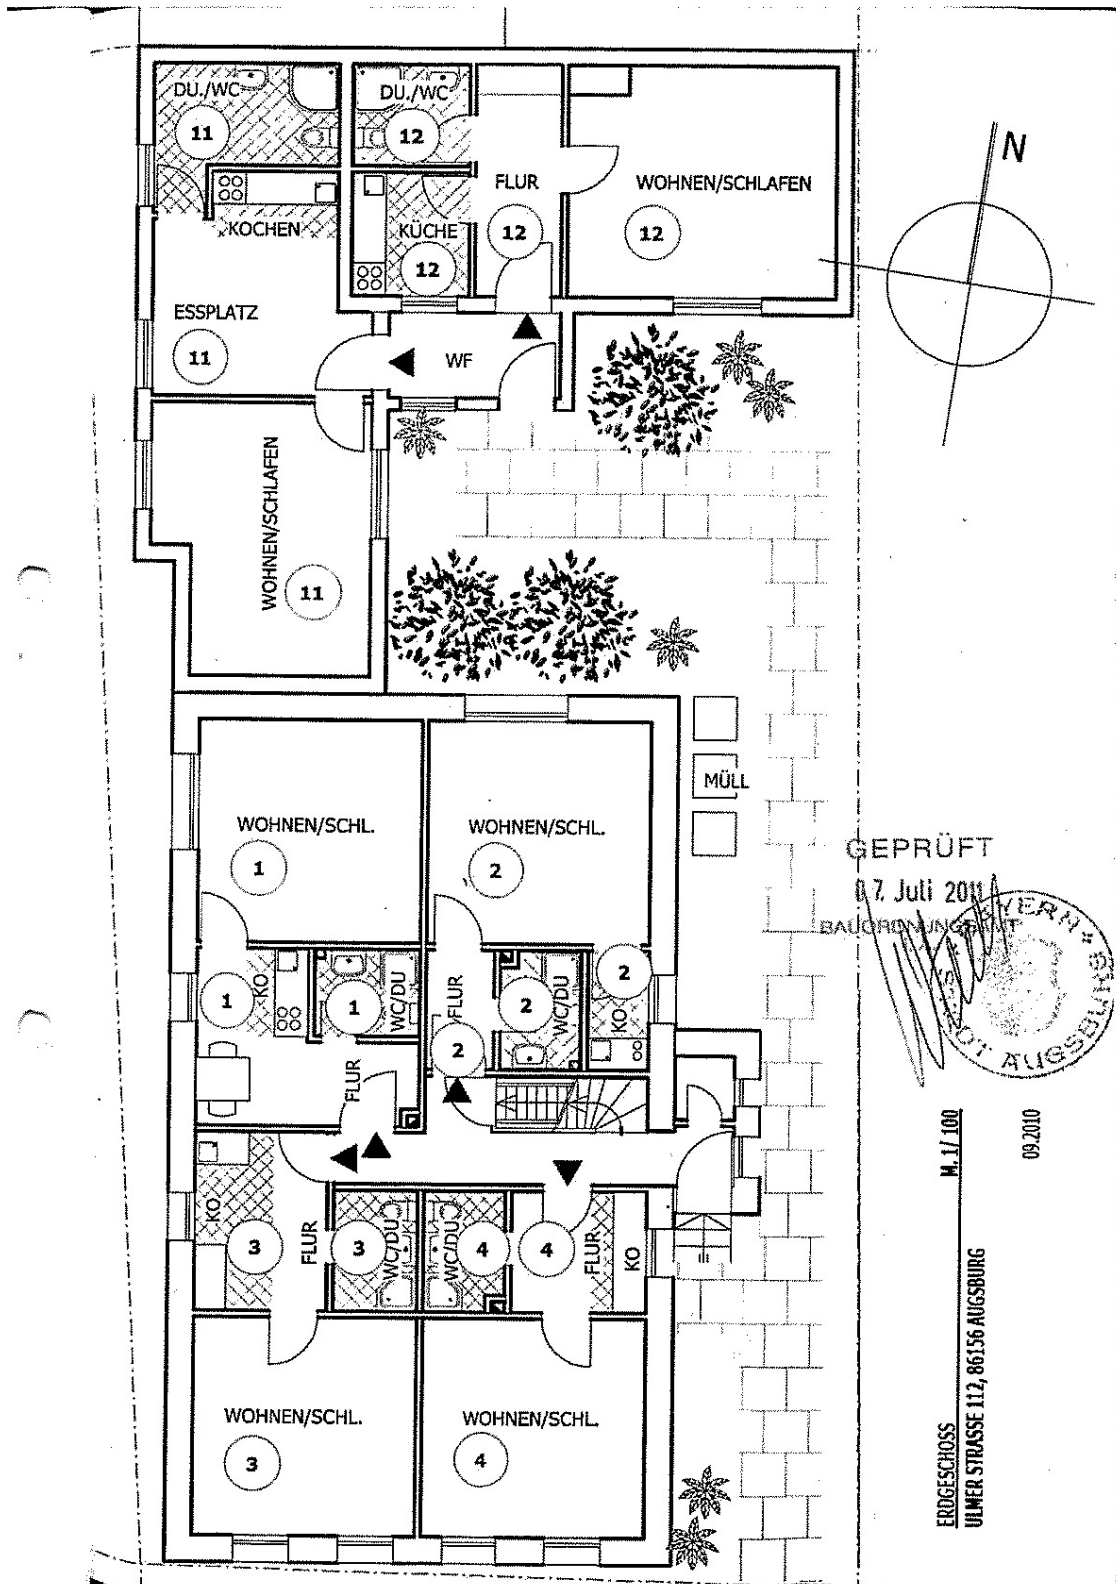 DU./WC
11
DU./WC
12
FLUR
12
WOHNEN/SCHLAFEN
12
KOCHEN
KÜCHE
12
ESSPLATZ
11
WF
N
WOHNEN/SCHLAFEN
11
MÜLL
WOHNEN/SCHL.
1
WOHNEN/SCHL.
2
GEPRÜFT
07. Juli 2011
BAUORDNUNGSAMT
AUGSBURG
1
KO
1
WC/DU
FLUR
2
2
WC/DU
2
KO
FLUR
KO
3
FLUR
3
WC/DU
WC/DU
4
4
FLUR
KO
WOHNEN/SCHL.
3
WOHNEN/SCHL.
4
ERDGESCHOSS M. 1/ 100
ULMER STRASSE 112, 86156 AUGSBURG
09.2010